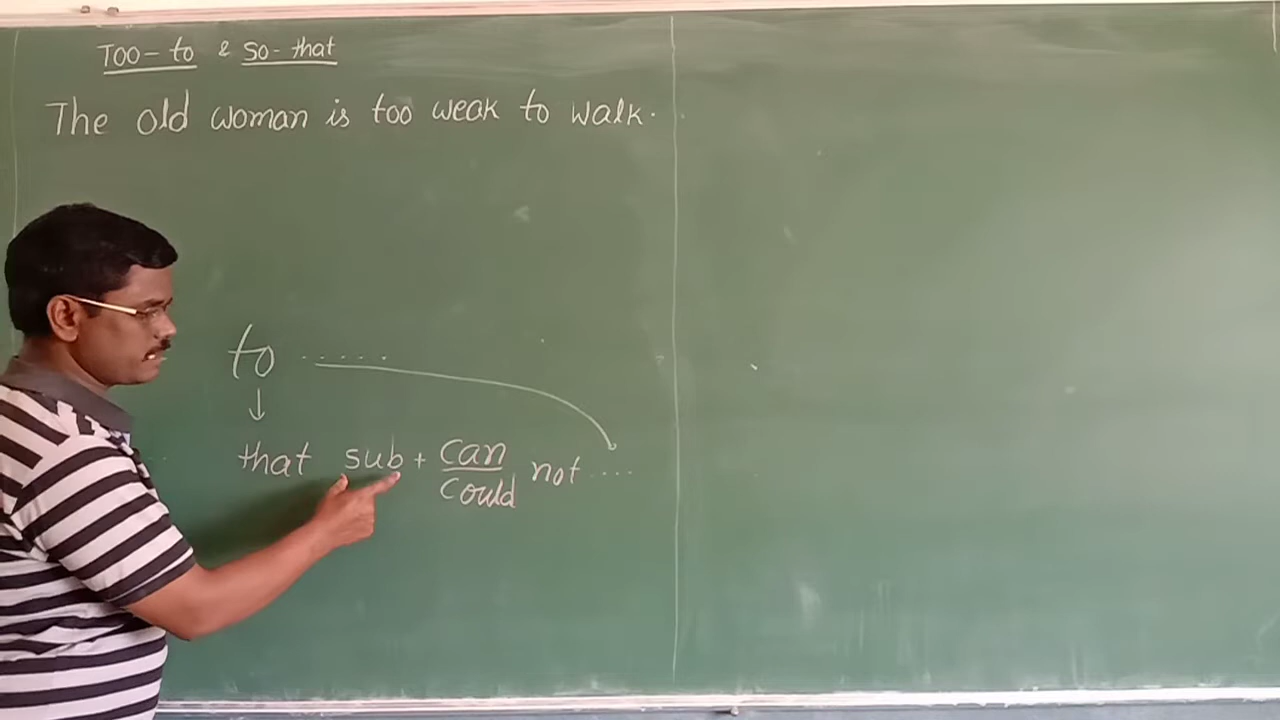 Too - to & So - that
The old woman is too weak to walk.
to .....
↓
that sub + can/could not ....